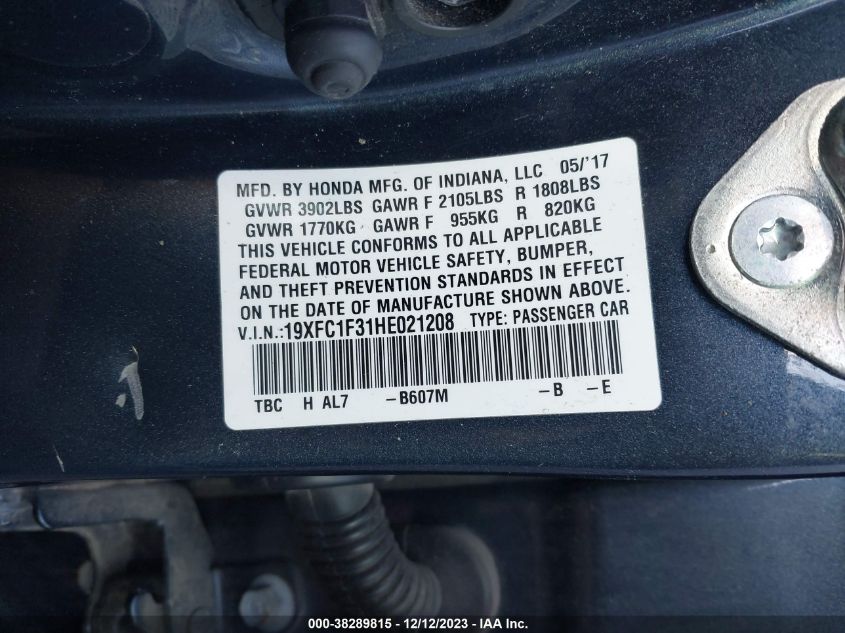 MFD. BY HONDA MFG. OF INDIANA, LLC 05/'17
GVWR 3902LBS GAWR F 2105LBS R 1808LBS
GVWR 1770KG GAWR F 955KG R 820KG
THIS VEHICLE CONFORMS TO ALL APPLICABLE
FEDERAL MOTOR VEHICLE SAFETY, BUMPER,
AND THEFT PREVENTION STANDARDS IN EFFECT
ON THE DATE OF MANUFACTURE SHOWN ABOVE.
V.I.N.:19XFC1F31HE021208 TYPE: PASSENGER CAR
TBC H AL7 -B607M -B -E
000-38289815 - 12/12/2023 - IAA Inc.